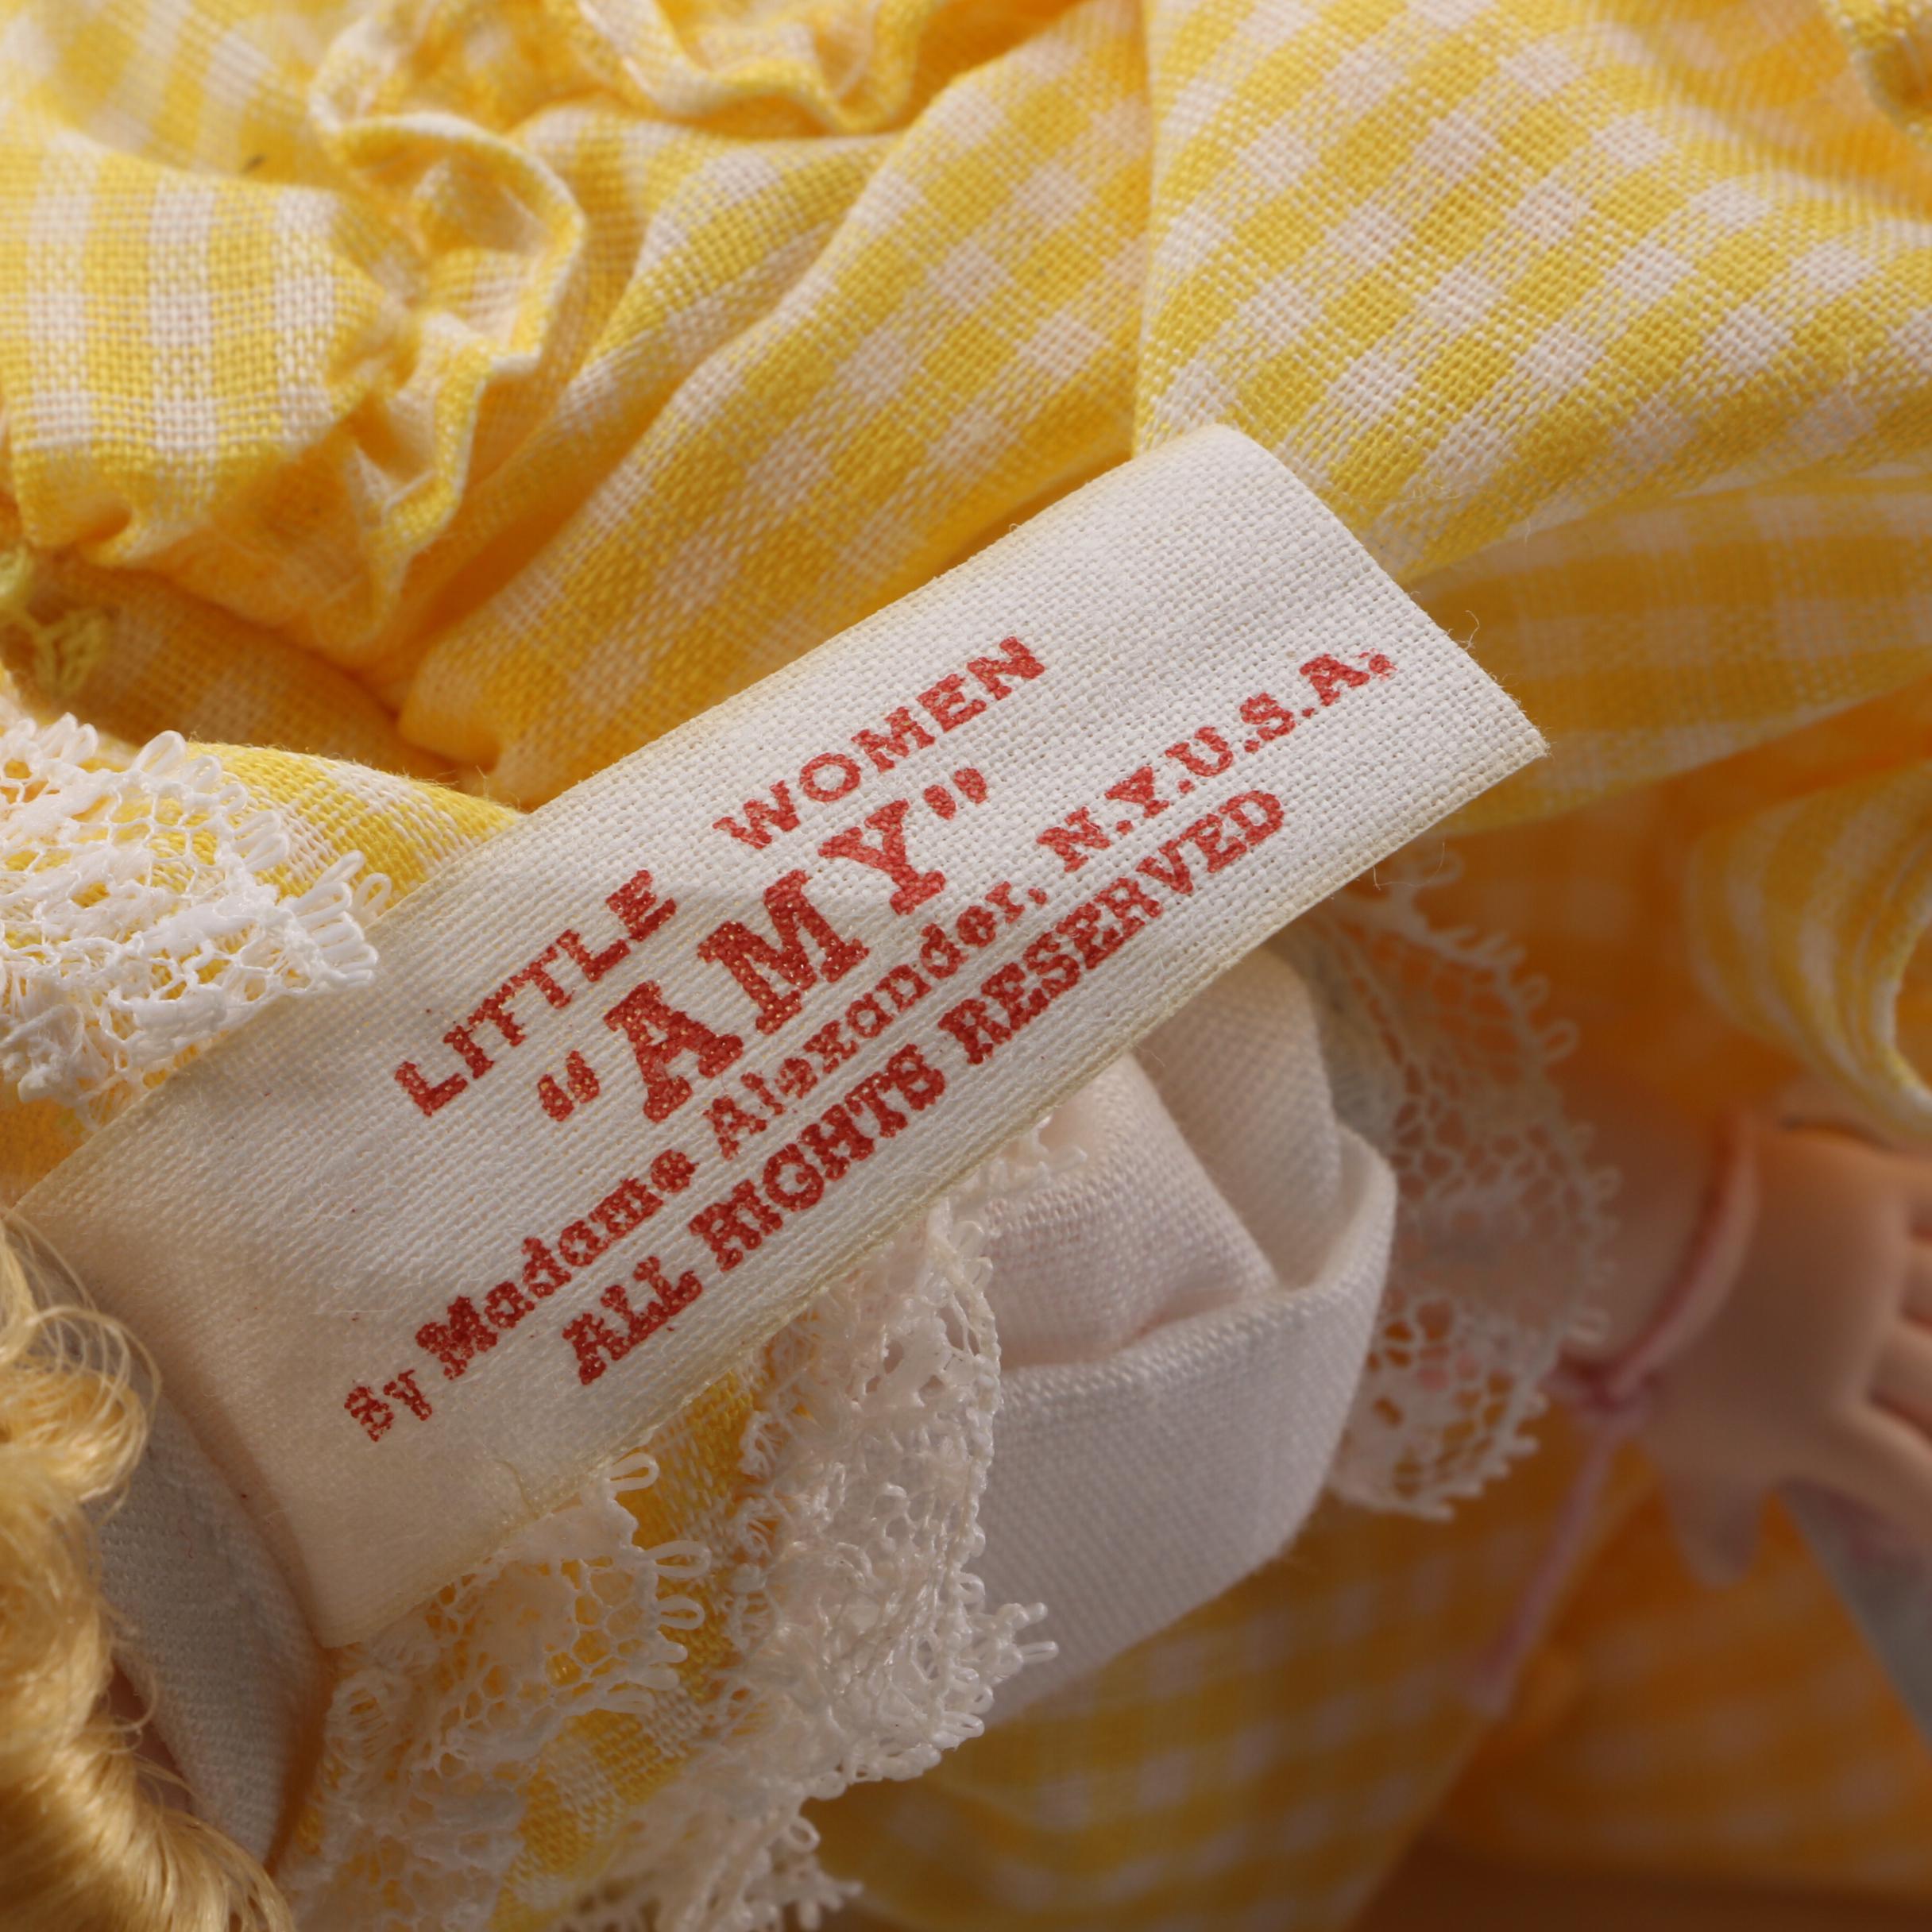 LITTLE WOMEN
“AMY”
By Madame Alexander, N.Y.U.S.A.
ALL RIGHTS RESERVED